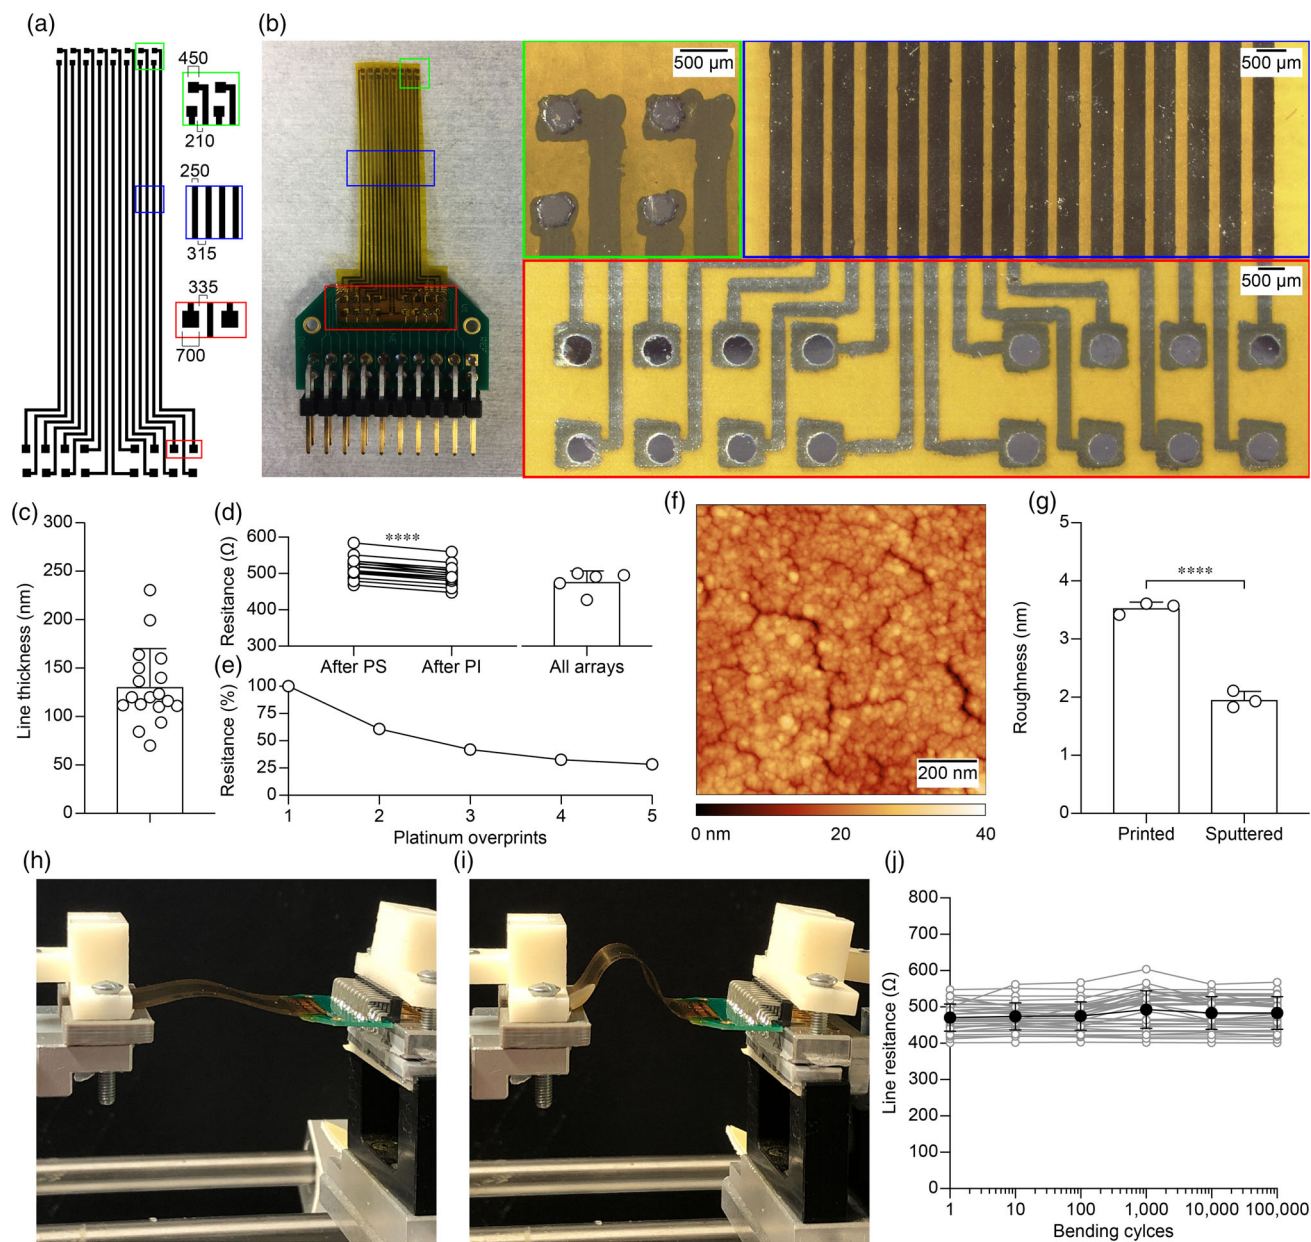 (a)
450
210
250
315
335
700
(b)
500 µm
500 µm
500 µm
(c)
Line thickness (nm)
300
250
200
150
100
50
0
(d)
Resitance (Ω)
600
500
400
300
****
After PS
After PI
All arrays
(e)
Resitance (%)
100
75
50
25
0
1
2
3
4
5
Platinum overprints
(f)
200 nm
0 nm
20
40
(g)
Roughness (nm)
5
4
3
2
1
0
****
Printed
Sputtered
(h)
(i)
(j)
Line resitance (Ω)
800
700
600
500
400
300
200
100
0
1
10
100
1,000
10,000
100,000
Bending cylces